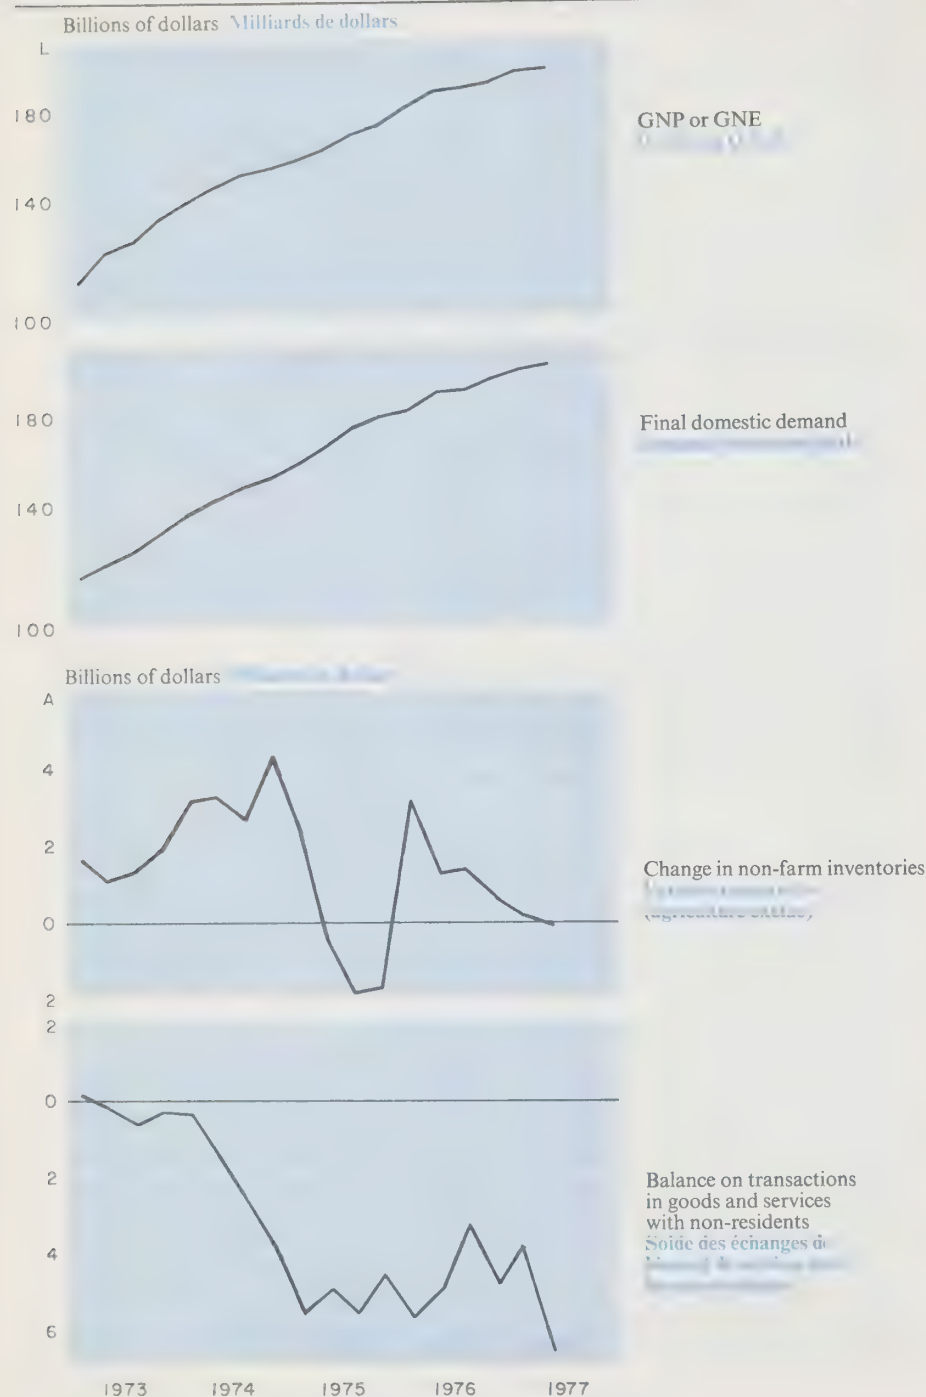 Billions of dollars Milliards de dollars
L
180
GNP or GNE
140
100
180
Final domestic demand
140
100
Billions of dollars
A
4
2
Change in non-farm inventories
0
2
2
0
2
Balance on transactions
in goods and services
with non-residents
Solde des échanges de
4
6
1973 1974 1975 1976 1977